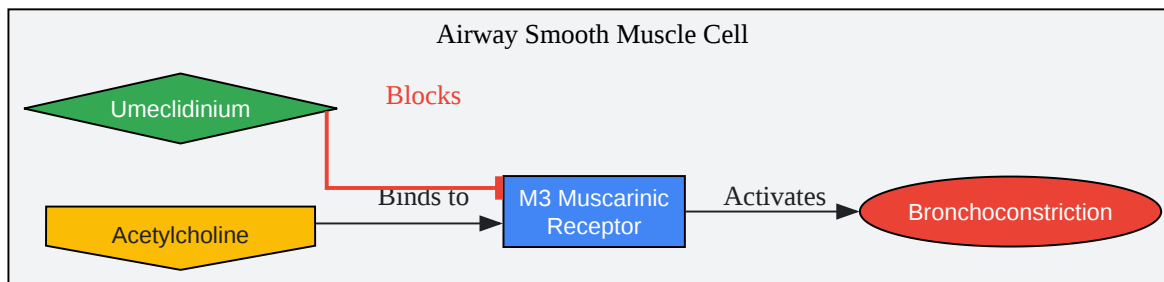 Airway Smooth Muscle Cell
Umeclidinium
Blocks
Binds to
M3 Muscarinic
Receptor
Activates
Bronchoconstriction
Acetylcholine